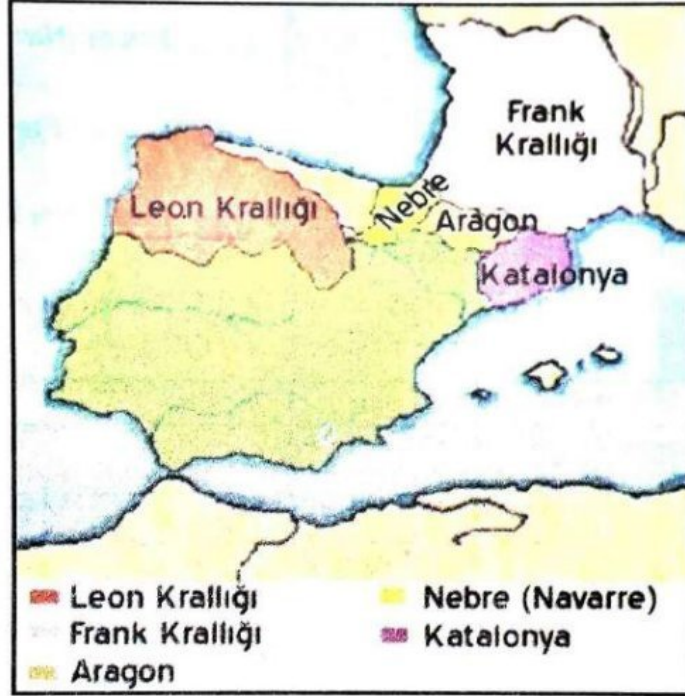 Frank
Krallığı
Leon Krallığı
Nebre
Aragon
Katalonya
Leon Krallığı
Frank Krallığı
Aragon
Nebre (Navarre)
Katalonya